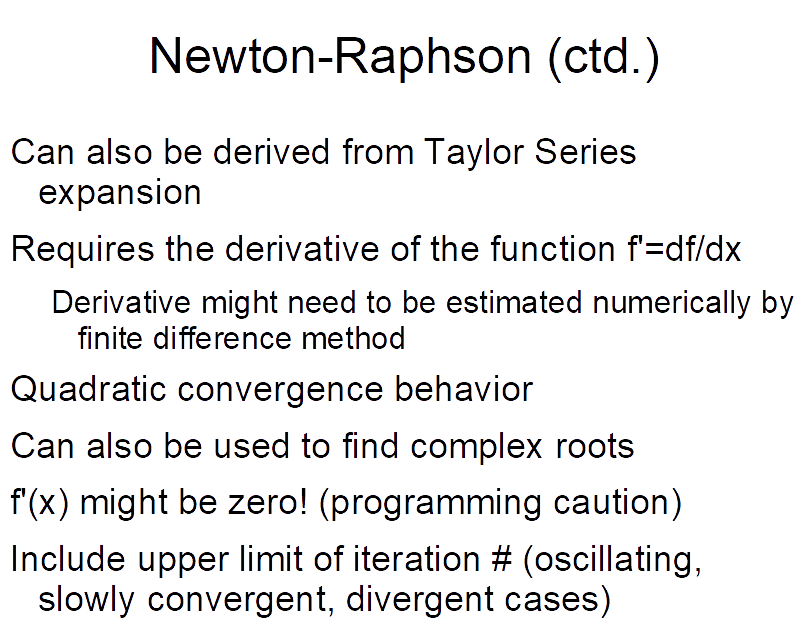 Newton-Raphson (ctd.)
Can also be derived from Taylor Series
expansion
Requires the derivative of the function f'=df/dx
Derivative might need to be estimated numerically by
finite difference method
Quadratic convergence behavior
Can also be used to find complex roots
f'(x) might be zero! (programming caution)
Include upper limit of iteration # (oscillating,
slowly convergent, divergent cases)